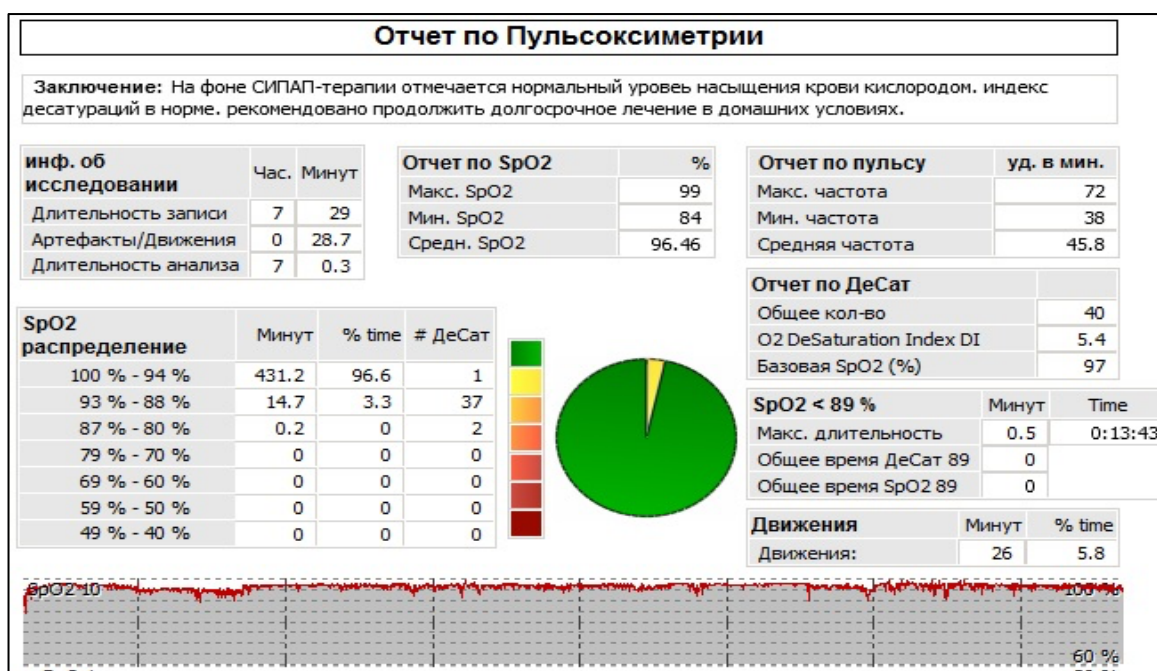 Отчет по Пульсоксиметрии
Заключение: На фоне СИПАП-терапии отмечается нормальный уровеь насыщения крови кислородом. индекс
десатураций в норме. рекомендовано продолжить долгосрочное лечение в домашних условиях.
инф. об
исследовании Час. Минут
Длительность записи 7 29
Артефакты/Движения 0 28.7
Длительность анализа 7 0.3
Отчет по SpO2 %
Макс. SpO2 99
Мин. SpO2 84
Средн. SpO2 96.46
Отчет по пульсу уд. в мин.
Макс. частота 72
Мин. частота 38
Средняя частота 45.8
Отчет по ДеСат
Общее кол-во 40
O2 DeSaturation Index DI 5.4
Базовая SpO2 (%) 97
SpO2
распределение Минут % time # ДеСат
100 % - 94 % 431.2 96.6 1
93 % - 88 % 14.7 3.3 37
87 % - 80 % 0.2 0 2
79 % - 70 % 0 0 0
69 % - 60 % 0 0 0
59 % - 50 % 0 0 0
49 % - 40 % 0 0 0
SpO2 < 89 % Минут Time
Макс. длительность 0.5 0:13:43
Общее время ДеСат 89 0
Общее время SpO2 89 0
Движения Минут % time
Движения: 26 5.8
SpO2 10 100 %
60 %